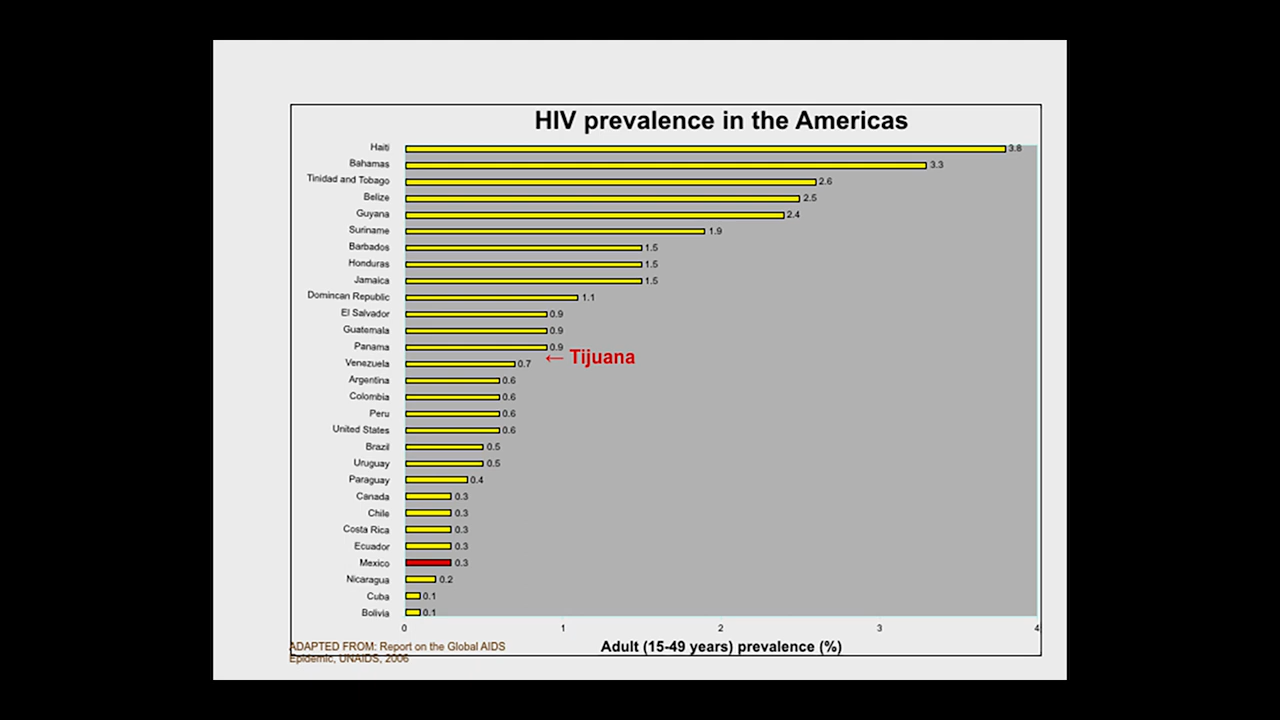 HIV prevalence in the Americas
Haiti 3.8
Bahamas 3.3
Tinidad and Tobago 2.6
Belize 2.5
Guyana 2.4
Suriname 1.9
Barbados 1.5
Honduras 1.5
Jamaica 1.5
Domincan Republic 1.1
El Salvador 0.9
Guatemala 0.9
Panama 0.9
← Tijuana
Venezuela 0.7
Argentina 0.6
Colombia 0.6
Peru 0.6
United States 0.6
Brazil 0.5
Uruguay 0.5
Paraguay 0.4
Canada 0.3
Chile 0.3
Costa Rica 0.3
Ecuador 0.3
Mexico 0.3
Nicaragua 0.2
Cuba 0.1
Bolivia 0.1
0 1 2 3 4
Adult (15-49 years) prevalence (%)
ADAPTED FROM: Report on the Global AIDS
Epidemic, UNAIDS, 2006